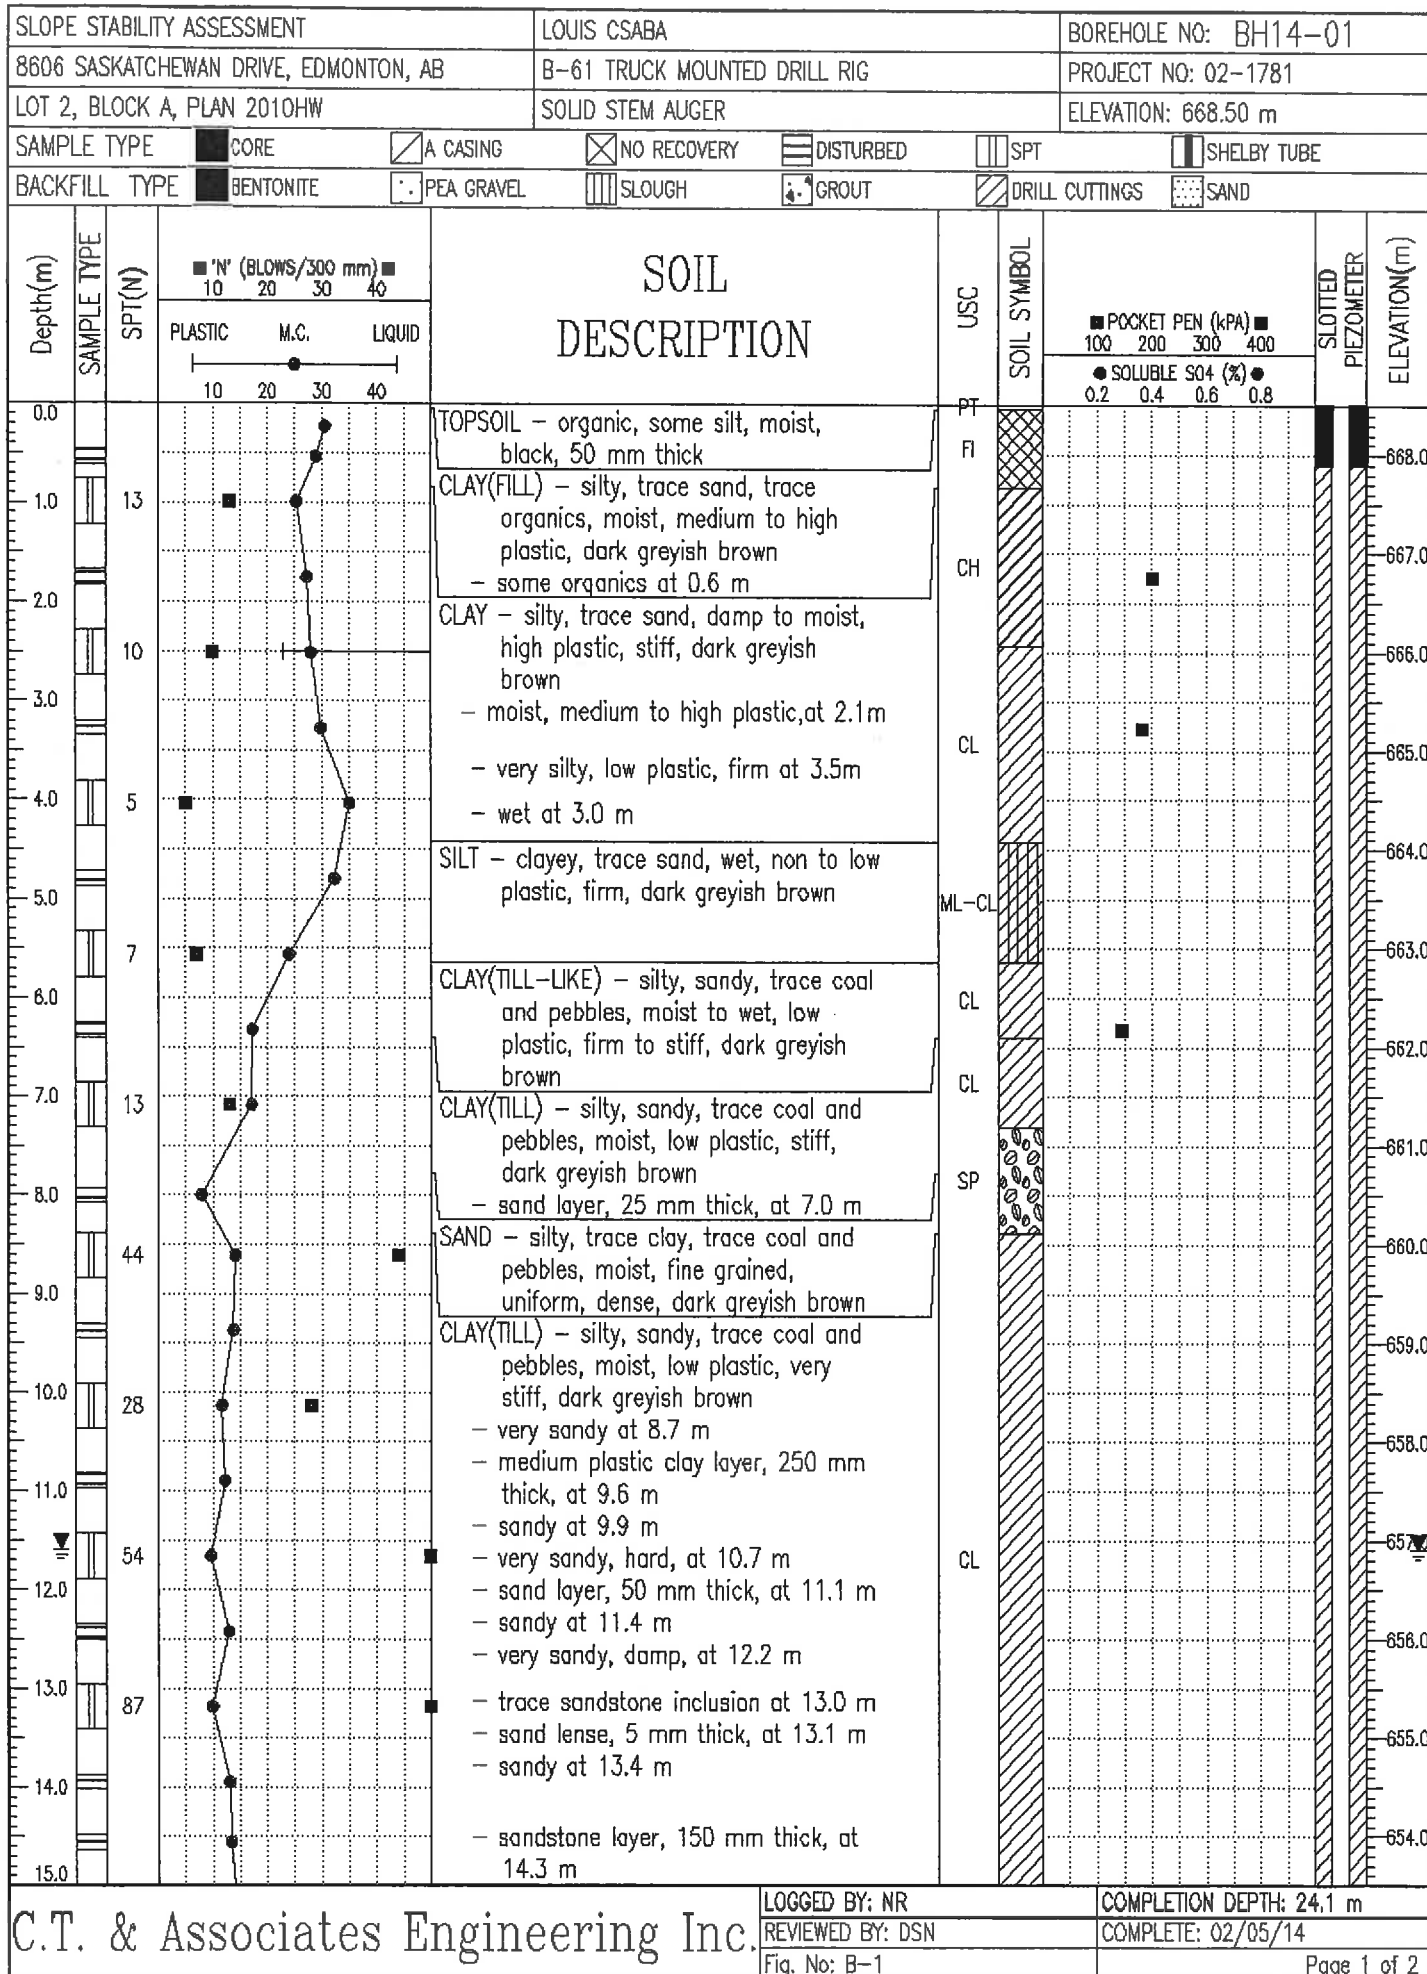 SLOPE STABILITY ASSESSMENT
LOUIS CSABA
BOREHOLE NO: BH14-01
8606 SASKATCHEWAN DRIVE, EDMONTON, AB
B-61 TRUCK MOUNTED DRILL RIG
PROJECT NO: 02-1781
LOT 2, BLOCK A, PLAN 2010HW
SOLID STEM AUGER
ELEVATION: 668.50 m
SAMPLE TYPE
CORE
A CASING
NO RECOVERY
DISTURBED
SPT
SHELBY TUBE
BACKFILL TYPE
BENTONITE
PEA GRAVEL
SLOUGH
GROUT
DRILL CUTTINGS
SAND
Depth(m)
SAMPLE TYPE
SPT(N)
'N' (BLOWS/300 mm)
10 20 30 40
PLASTIC M.C. LIQUID
10 20 30 40
SOIL
DESCRIPTION
USC
SOIL SYMBOL
POCKET PEN (kPA)
100 200 300 400
SOLUBLE SO4 (%)
0.2 0.4 0.6 0.8
SLOTTED
PIEZOMETER
ELEVATION(m)
0.0
1.0
2.0
3.0
4.0
5.0
6.0
7.0
8.0
9.0
10.0
11.0
12.0
13.0
14.0
15.0
13
10
5
7
13
44
28
54
87
TOPSOIL – organic, some silt, moist,
black, 50 mm thick
CLAY(FILL) – silty, trace sand, trace
organics, moist, medium to high
plastic, dark greyish brown
– some organics at 0.6 m
CLAY – silty, trace sand, damp to moist,
high plastic, stiff, dark greyish
brown
– moist, medium to high plastic,at 2.1m
– very silty, low plastic, firm at 3.5m
– wet at 3.0 m
SILT – clayey, trace sand, wet, non to low
plastic, firm, dark greyish brown
CLAY(TILL-LIKE) – silty, sandy, trace coal
and pebbles, moist to wet, low
plastic, firm to stiff, dark greyish
brown
CLAY(TILL) – silty, sandy, trace coal and
pebbles, moist, low plastic, stiff,
dark greyish brown
– sand layer, 25 mm thick, at 7.0 m
SAND – silty, trace clay, trace coal and
pebbles, moist, fine grained,
uniform, dense, dark greyish brown
CLAY(TILL) – silty, sandy, trace coal and
pebbles, moist, low plastic, very
stiff, dark greyish brown
– very sandy at 8.7 m
– medium plastic clay layer, 250 mm
thick, at 9.6 m
– sandy at 9.9 m
– very sandy, hard, at 10.7 m
– sand layer, 50 mm thick, at 11.1 m
– sandy at 11.4 m
– very sandy, damp, at 12.2 m
– trace sandstone inclusion at 13.0 m
– sand lense, 5 mm thick, at 13.1 m
– sandy at 13.4 m
– sandstone layer, 150 mm thick, at
14.3 m
PT
FI
CH
CL
ML-CL
CL
CL
SP
CL
668.0
667.0
666.0
665.0
664.0
663.0
662.0
661.0
660.0
659.0
658.0
657
656.0
655.0
654.0
C.T. & Associates Engineering Inc.
LOGGED BY: NR
COMPLETION DEPTH: 24.1 m
REVIEWED BY: DSN
COMPLETE: 02/05/14
Fig. No: B-1
Page 1 of 2